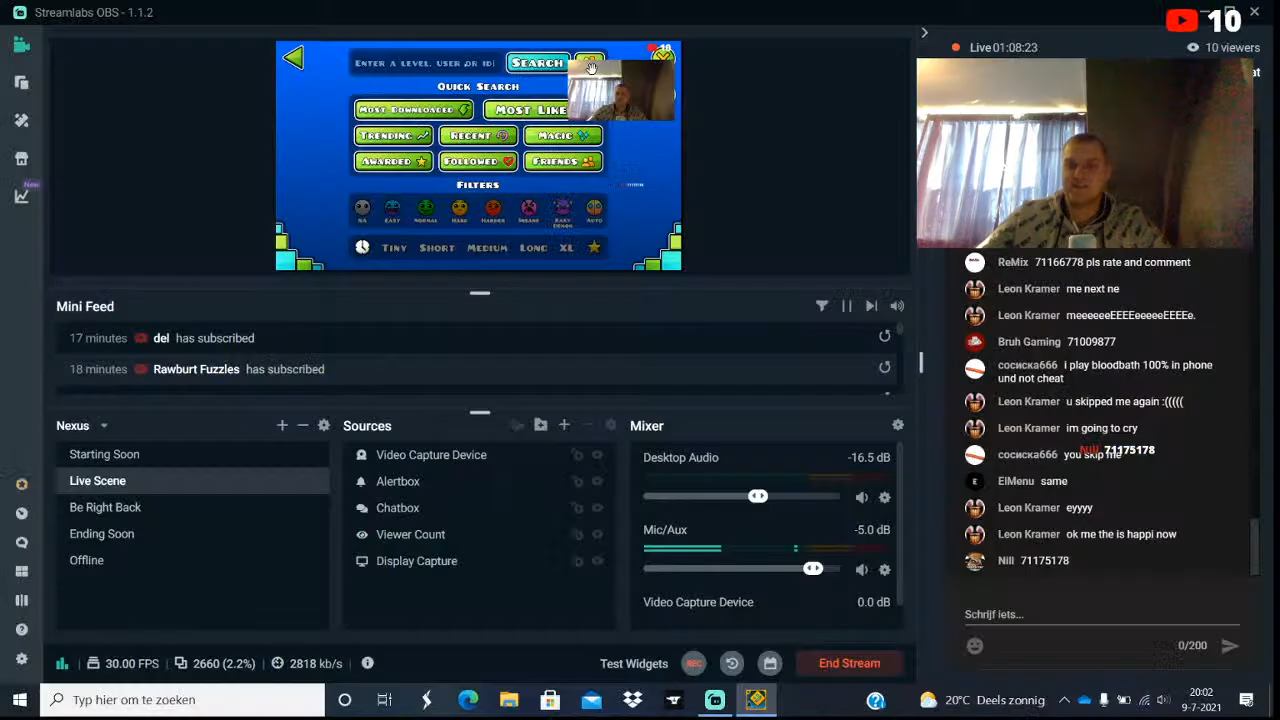 Streamlabs OBS - 1.1.2
10
Live 01:08:23
10 viewers
Enter a level, user or id
Search
Quick Search
Most Downloaded
Most Like
Trending
Recent
Magic
Awarded
Followed
Friends
Filters
NA
Easy
Normal
Hard
Harder
Insane
Easy Demon
Auto
Tiny
Short
Medium
Long
XL
New
Mini Feed
17 minutes
del has subscribed
18 minutes
Rawburt Fuzzles has subscribed
Nexus
Starting Soon
Live Scene
Be Right Back
Ending Soon
Offline
Sources
Video Capture Device
Alertbox
Chatbox
Viewer Count
Display Capture
Mixer
Desktop Audio
-16.5 dB
Mic/Aux
-5.0 dB
Video Capture Device
0.0 dB
ReMix 71166778 pls rate and comment
Leon Kramer me next ne
Leon Kramer meeeeeeEEEEeeeeeEEEEe.
Bruh Gaming 71009877
сосиска666 i play bloodbath 100% in phone
und not cheat
Leon Kramer u skipped me again :(((((
Leon Kramer im going to cry
Nill 71175178
сосиска666 you skip me
ElMenu same
Leon Kramer eyyyy
Leon Kramer ok me the is happi now
Nill 71175178
Schrijf iets...
0/200
30.00 FPS
2660 (2.2%)
2818 kb/s
Test Widgets
REC
End Stream
Typ hier om te zoeken
20°C Deels zonnig
20:02
9-7-2021